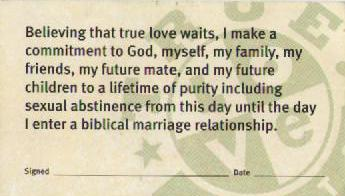 Believing that true love waits, I make a
commitment to God, myself, my family, my
friends, my future mate, and my future
children to a lifetime of purity including
sexual abstinence from this day until the day
I enter a biblical marriage relationship.
Signed Date